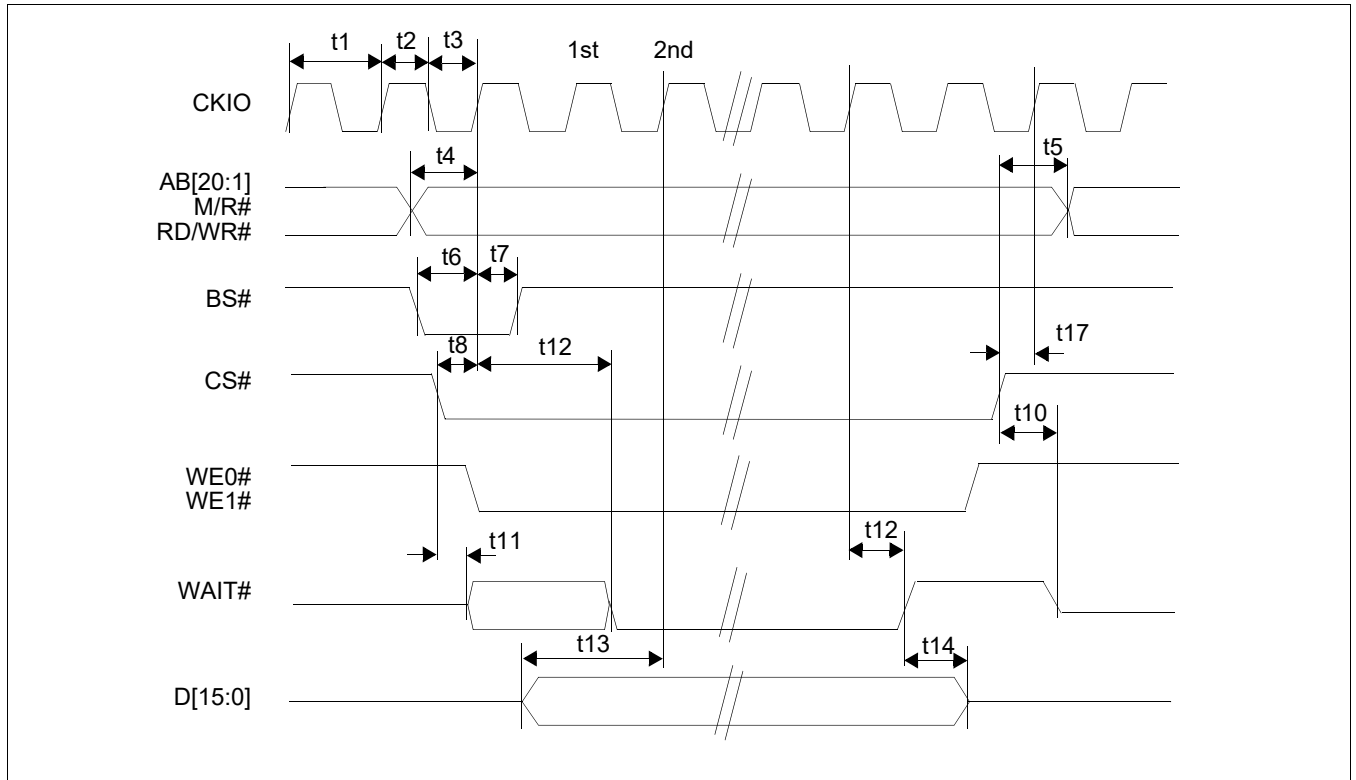 t1
t2
t3
1st
2nd
CKIO
t4
t5
AB[20:1]
M/R#
RD/WR#
t6
t7
BS#
t8
t12
t17
CS#
t10
WE0#
WE1#
t11
t12
WAIT#
t13
t14
D[15:0]